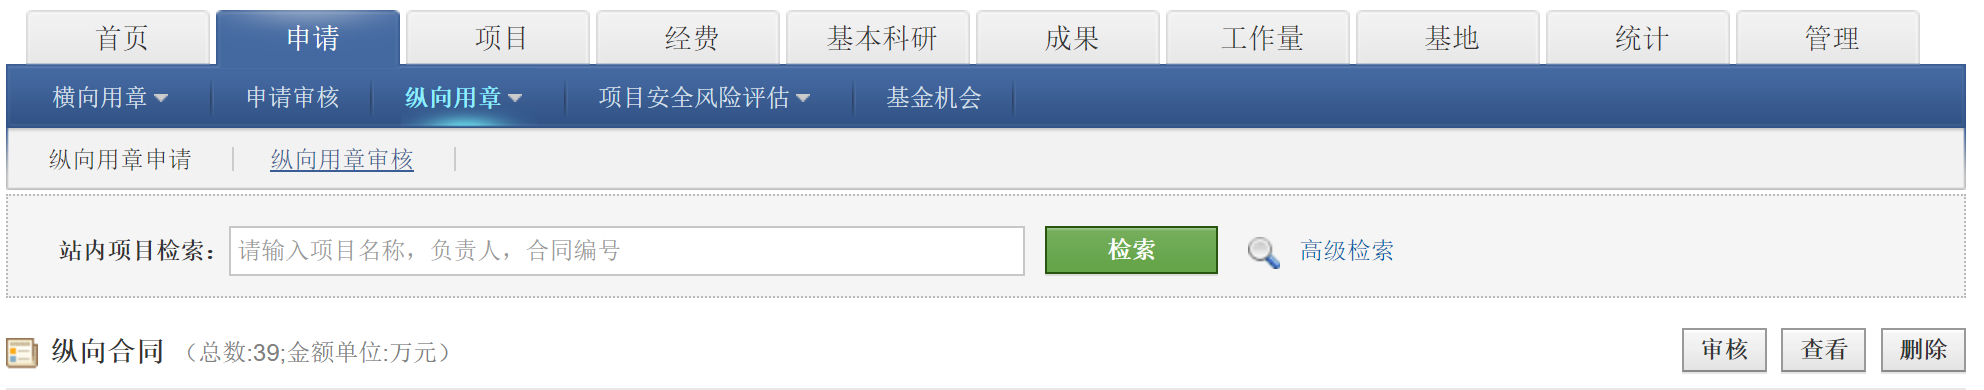 首页 申请 项目 经费 基本科研 成果 工作量 基地 统计 管理
横向用章 申请审核 纵向用章 项目安全风险评估 基金机会
纵向用章申请 纵向用章审核
站内项目检索： 请输入项目名称，负责人，合同编号 检索 高级检索
纵向合同 （总数:39;金额单位:万元） 审核 查看 删除